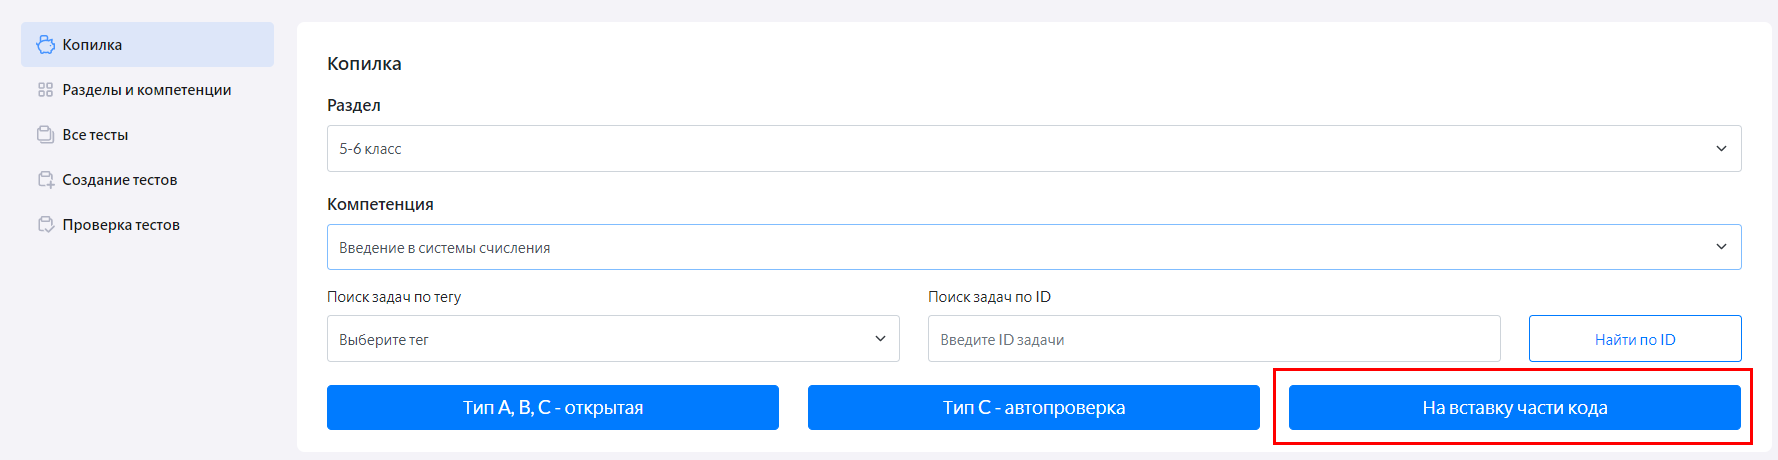 Копилка
Разделы и компетенции
Все тесты
Создание тестов
Проверка тестов
Копилка
Раздел
5-6 класс
Компетенция
Введение в системы счисления
Поиск задач по тегу
Выберите тег
Поиск задач по ID
Введите ID задачи
Найти по ID
Тип A, B, C - открытая
Тип C - автопроверка
На вставку части кода